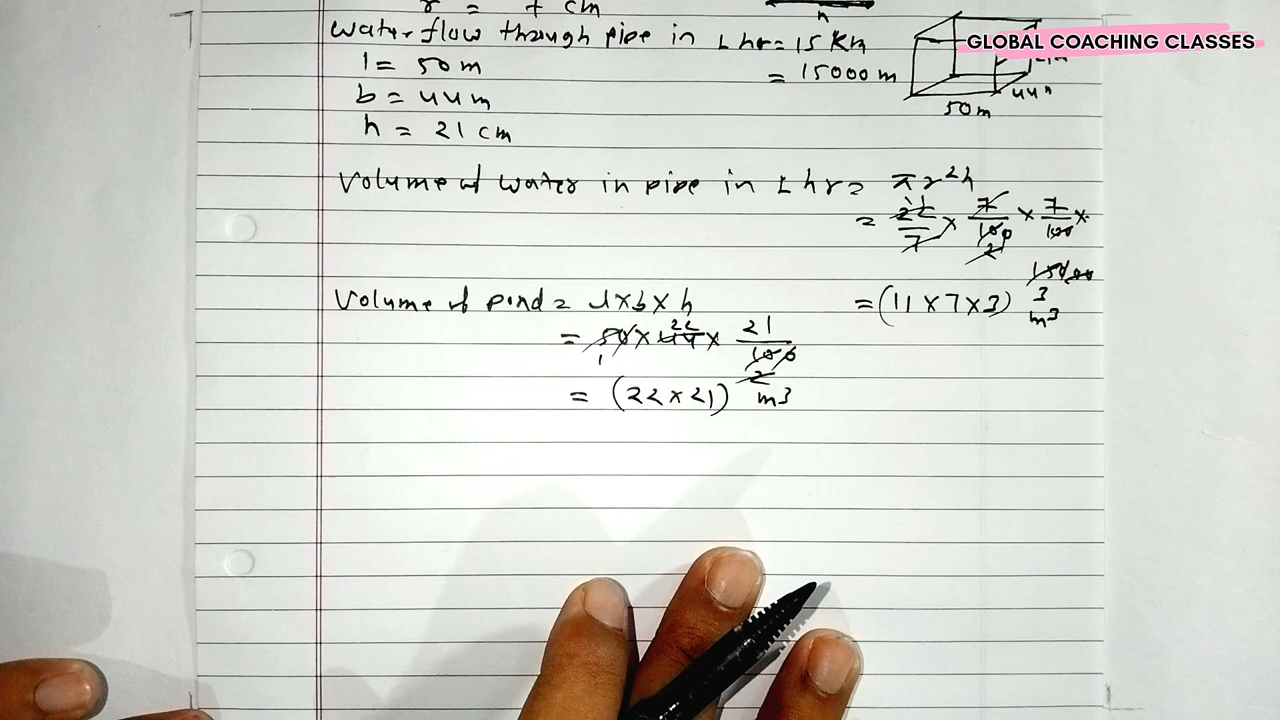 r = 7 cm
Water flow through pipe in 1 hr = 15 Km
= 15000 m
GLOBAL COACHING CLASSES
l = 50 m
b = 44 m
h = 21 cm
50 m
44 m
Volume of water in pipe in 1 hr = πr²h
= 22/7 × 7/100 × 7/100 ×
15000
= (11 × 7 × 3) m³
Volume of pond = l × b × h
= 50 × 44 × 21/100
= (22 × 21) m³